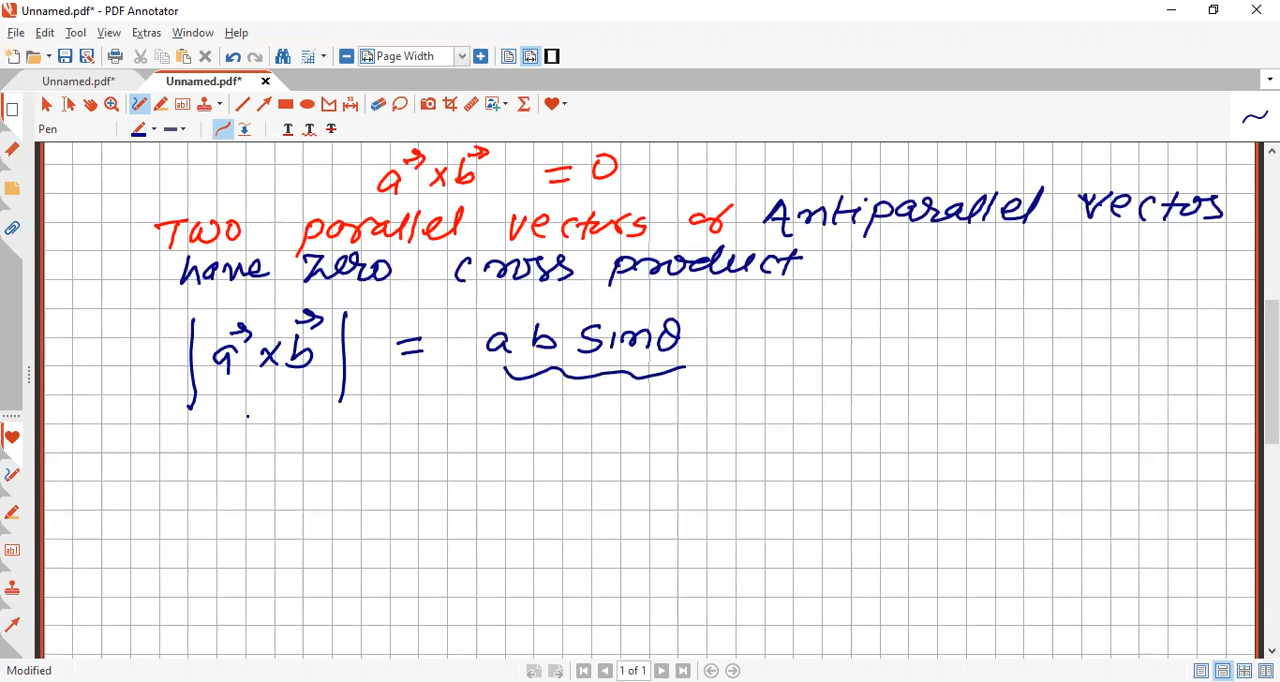 Unnamed.pdf* - PDF Annotator
File Edit Tool View Extras Window Help
Page Width
Unnamed.pdf* Unnamed.pdf*
Pen
a⃗ × b⃗ = 0
Two parallel vectors or Antiparallel vectos
have zero cross product
|a⃗ × b⃗| = a b sinθ
Modified 1 of 1